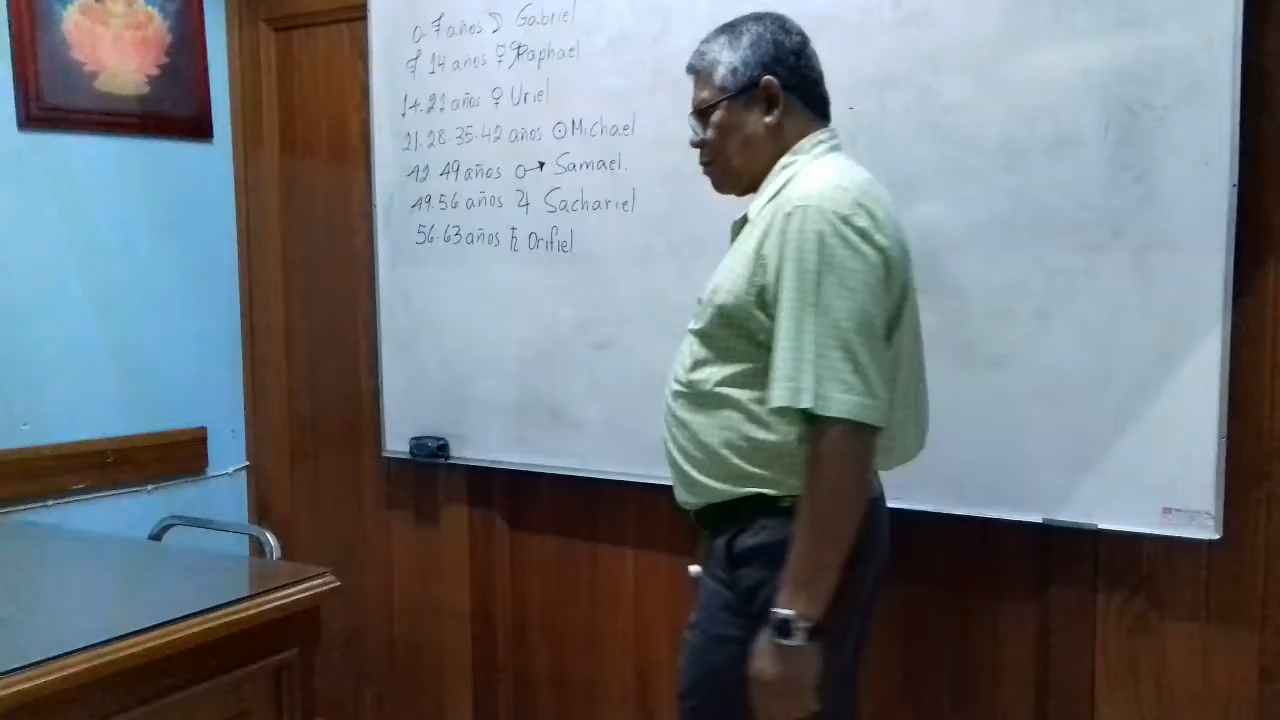 0.7 años ☽ Gabriel
7 14 años ☿ Raphael
14.21 años ♀ Uriel
21.28.35.42 años ☉ Michael
42 49 años o→ Samael.
49.56 años ♃ Sachariel
56.63 años ♄ Orifiel